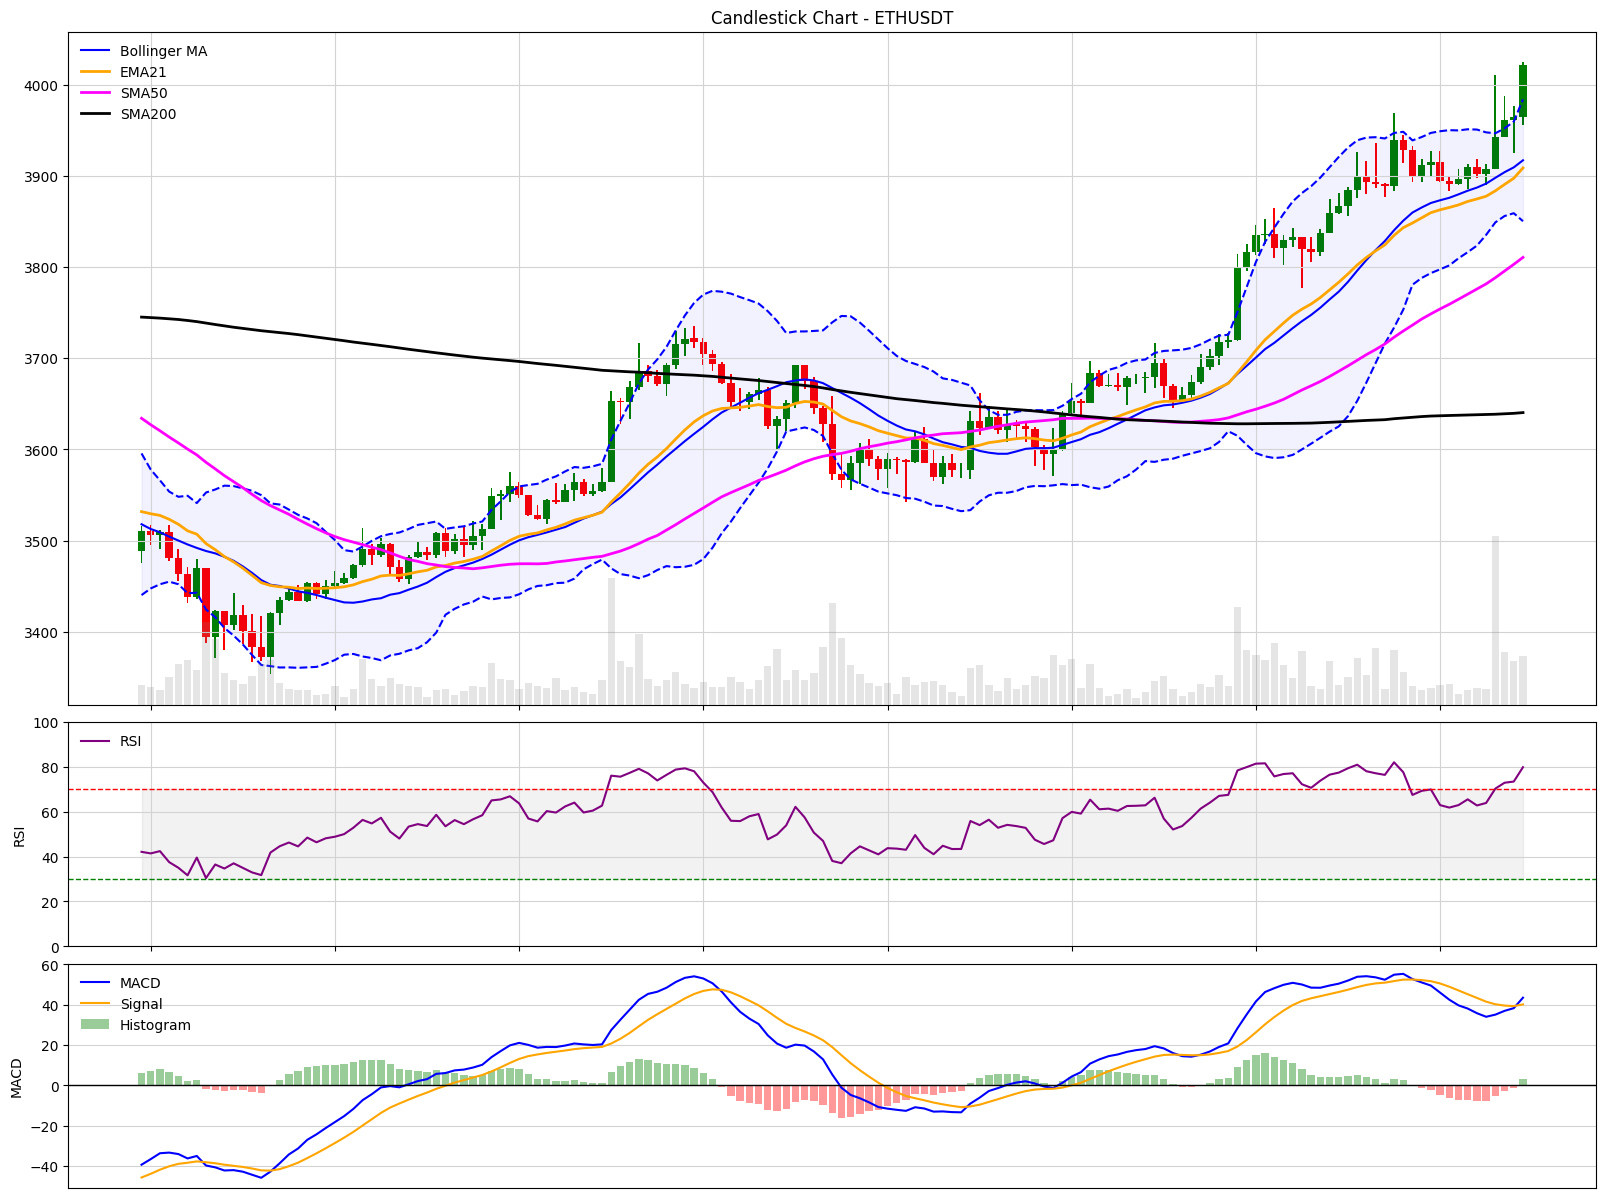 Candlestick Chart - ETHUSDT
Bollinger MA
EMA21
SMA50
SMA200
4000
3900
3800
3700
3600
3500
3400
RSI
100
80
60
40
20
0
RSI
MACD
Signal
Histogram
60
40
20
0
−20
−40
MACD